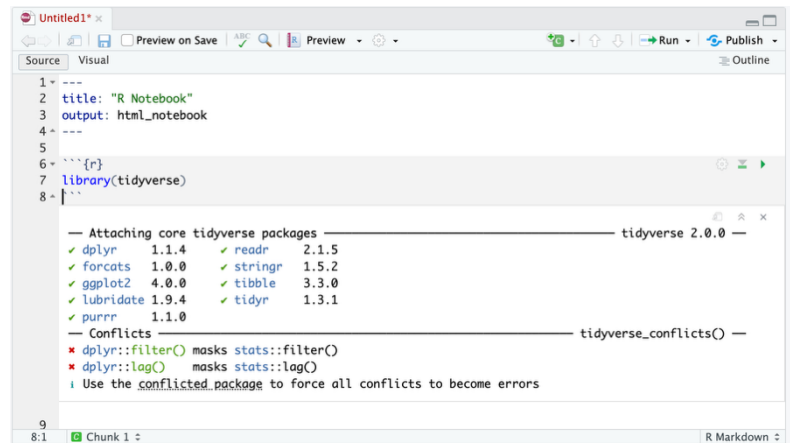 Untitled1*
Preview on Save ABC Preview Run Publish
Source Visual Outline
1 ---
2 title: "R Notebook"
3 output: html_notebook
4 ---
5
6 ```{r}
7 library(tidyverse)
8 ```
── Attaching core tidyverse packages ──────────────── tidyverse 2.0.0 ──
✔ dplyr 1.1.4 ✔ readr 2.1.5
✔ forcats 1.0.0 ✔ stringr 1.5.2
✔ ggplot2 4.0.0 ✔ tibble 3.3.0
✔ lubridate 1.9.4 ✔ tidyr 1.3.1
✔ purrr 1.1.0
── Conflicts ──────────────── tidyverse_conflicts() ──
✖ dplyr::filter() masks stats::filter()
✖ dplyr::lag() masks stats::lag()
ℹ Use the conflicted package to force all conflicts to become errors
9
8:1 C Chunk 1 R Markdown